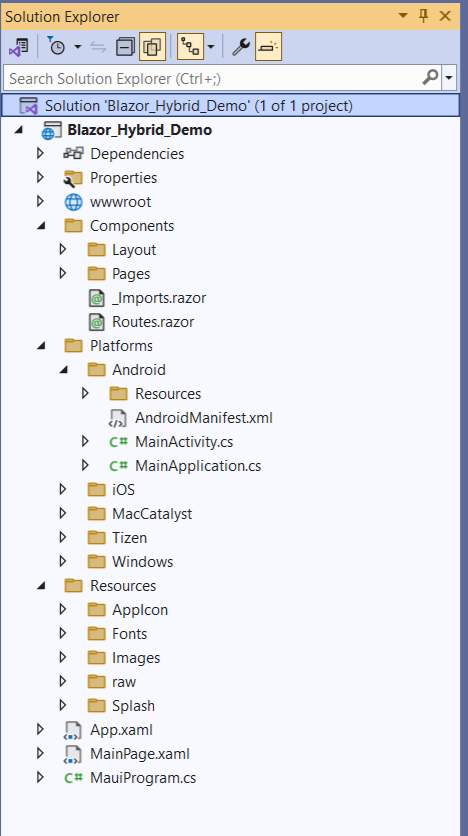 Solution Explorer
Search Solution Explorer (Ctrl+;)
Solution 'Blazor_Hybrid_Demo' (1 of 1 project)
Blazor_Hybrid_Demo
Dependencies
Properties
wwwroot
Components
Layout
Pages
_Imports.razor
Routes.razor
Platforms
Android
Resources
AndroidManifest.xml
C# MainActivity.cs
C# MainApplication.cs
iOS
MacCatalyst
Tizen
Windows
Resources
AppIcon
Fonts
Images
raw
Splash
App.xaml
MainPage.xaml
C# MauiProgram.cs